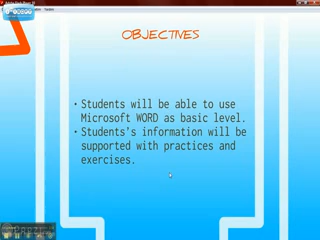 OBJECTIVES
• Students will be able to use
Microsoft WORD as basic level.
• Students's information will be
supported with practices and
exercises.